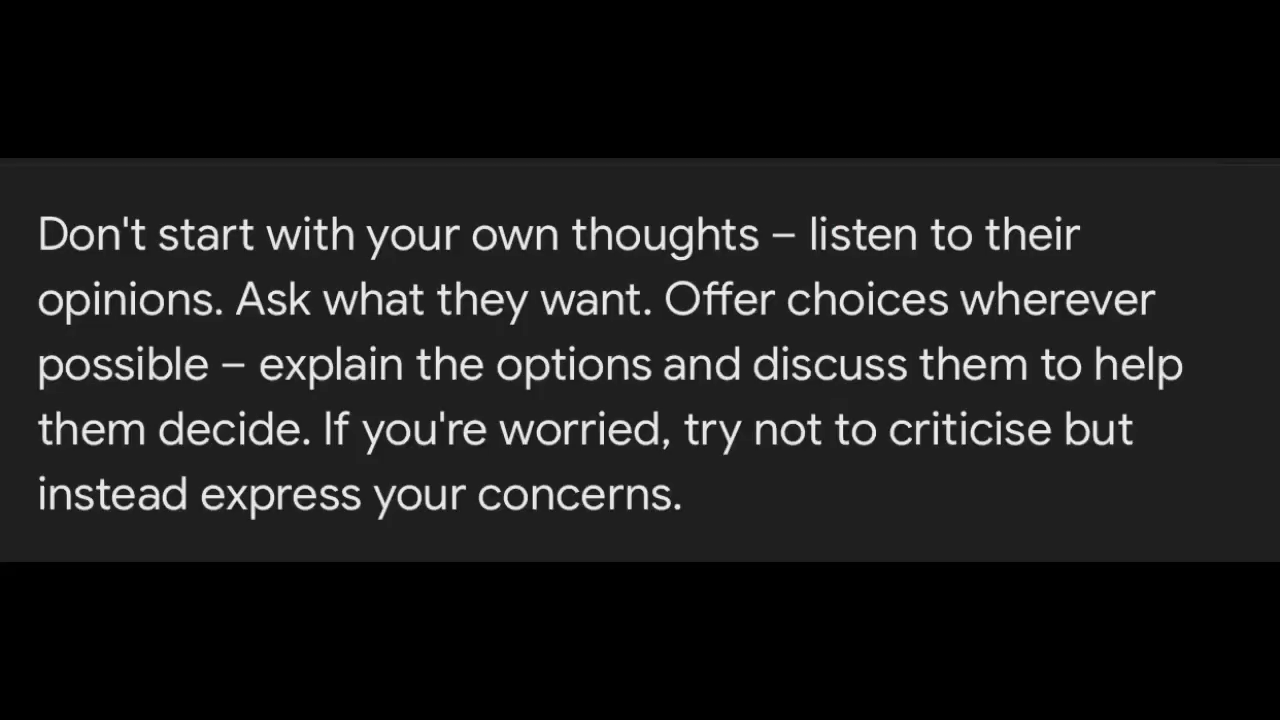 Don't start with your own thoughts – listen to their
opinions. Ask what they want. Offer choices wherever
possible – explain the options and discuss them to help
them decide. If you're worried, try not to criticise but
instead express your concerns.